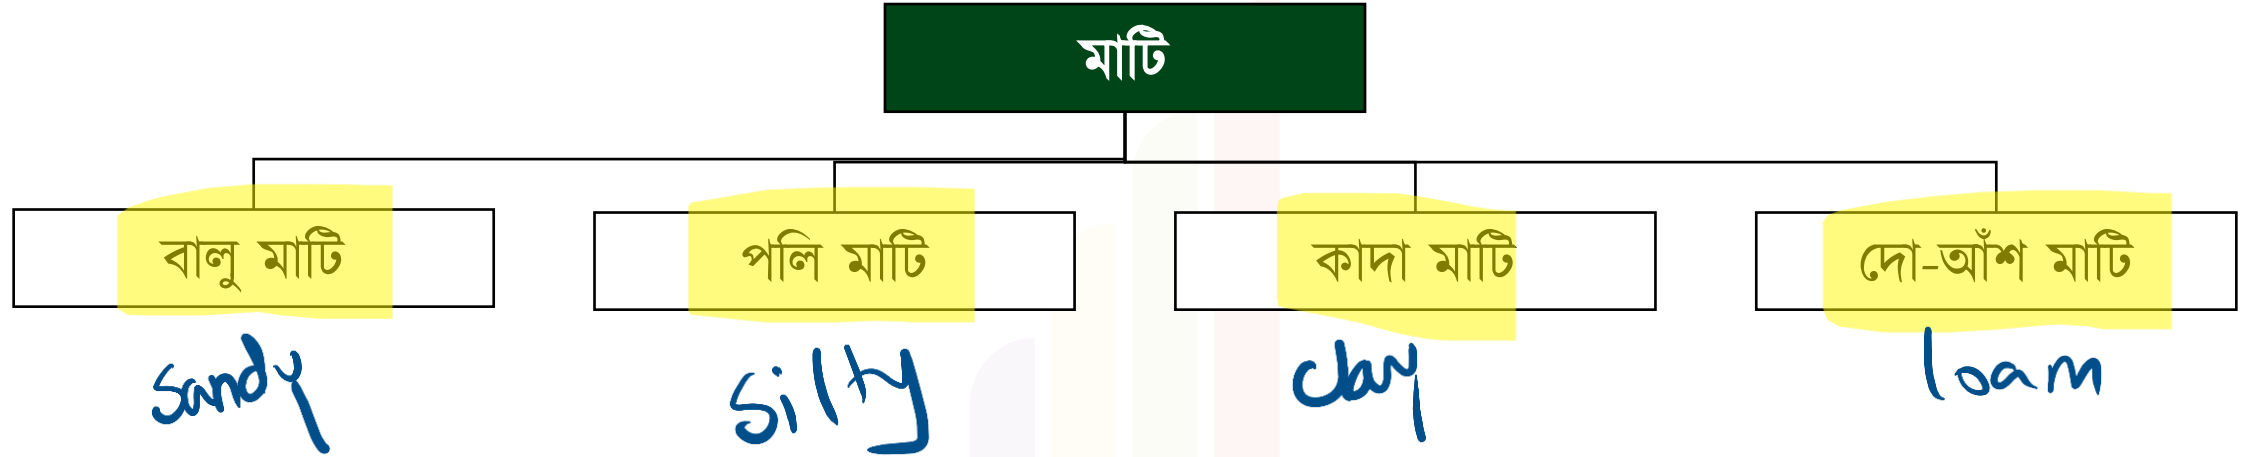 মাটি
বালু মাটি পলি মাটি কাদা মাটি দো-আঁশ মাটি
sandy silty clay loam